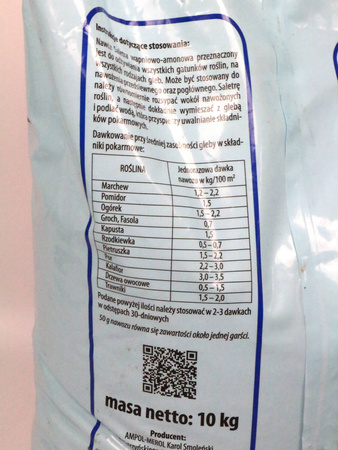 Instrukcje dotyczące stosowania:
Nawóz Saletra wapniowo-amonowa przeznaczony
jest do odżywiania wszystkich gatunków roślin, na
wszystkich rodzajach gleb. Może być stosowany do
nawożenia przedsiewnego oraz pogłównego. Saletrę
należy równomiernie rozsypać wokół nawożonych
roślin, a następnie dokładnie wymieszać z glebą
i podlać wodą, która przyspieszy uwalnianie składni-
ków pokarmowych.
Dawkowanie przy średniej zasobności gleby w skład-
niki pokarmowe:
ROŚLINA Jednorazowa dawka
nawozu w kg/100 m²
Marchew 1,2 – 2,2
Pomidor 1,5
Ogórek 1,5 – 2,2
Groch, Fasola 0,7
Kapusta 1,5
Rzodkiewka 0,5 – 0,7
Pietruszka 1,5 – 2,2
Por 2,2 – 3,0
Kalafior 3,0 – 3,5
Drzewa owocowe 0,5 – 1,5
Trawniki 1,5 – 2,0
Podane powyżej ilości należy stosować w 2-3 dawkach
w odstępach 30-dniowych
50 g nawozu równa się zawartości około jednej garści.
masa netto: 10 kg
Producent:
AMPOL-MEROL Karol Smoleński